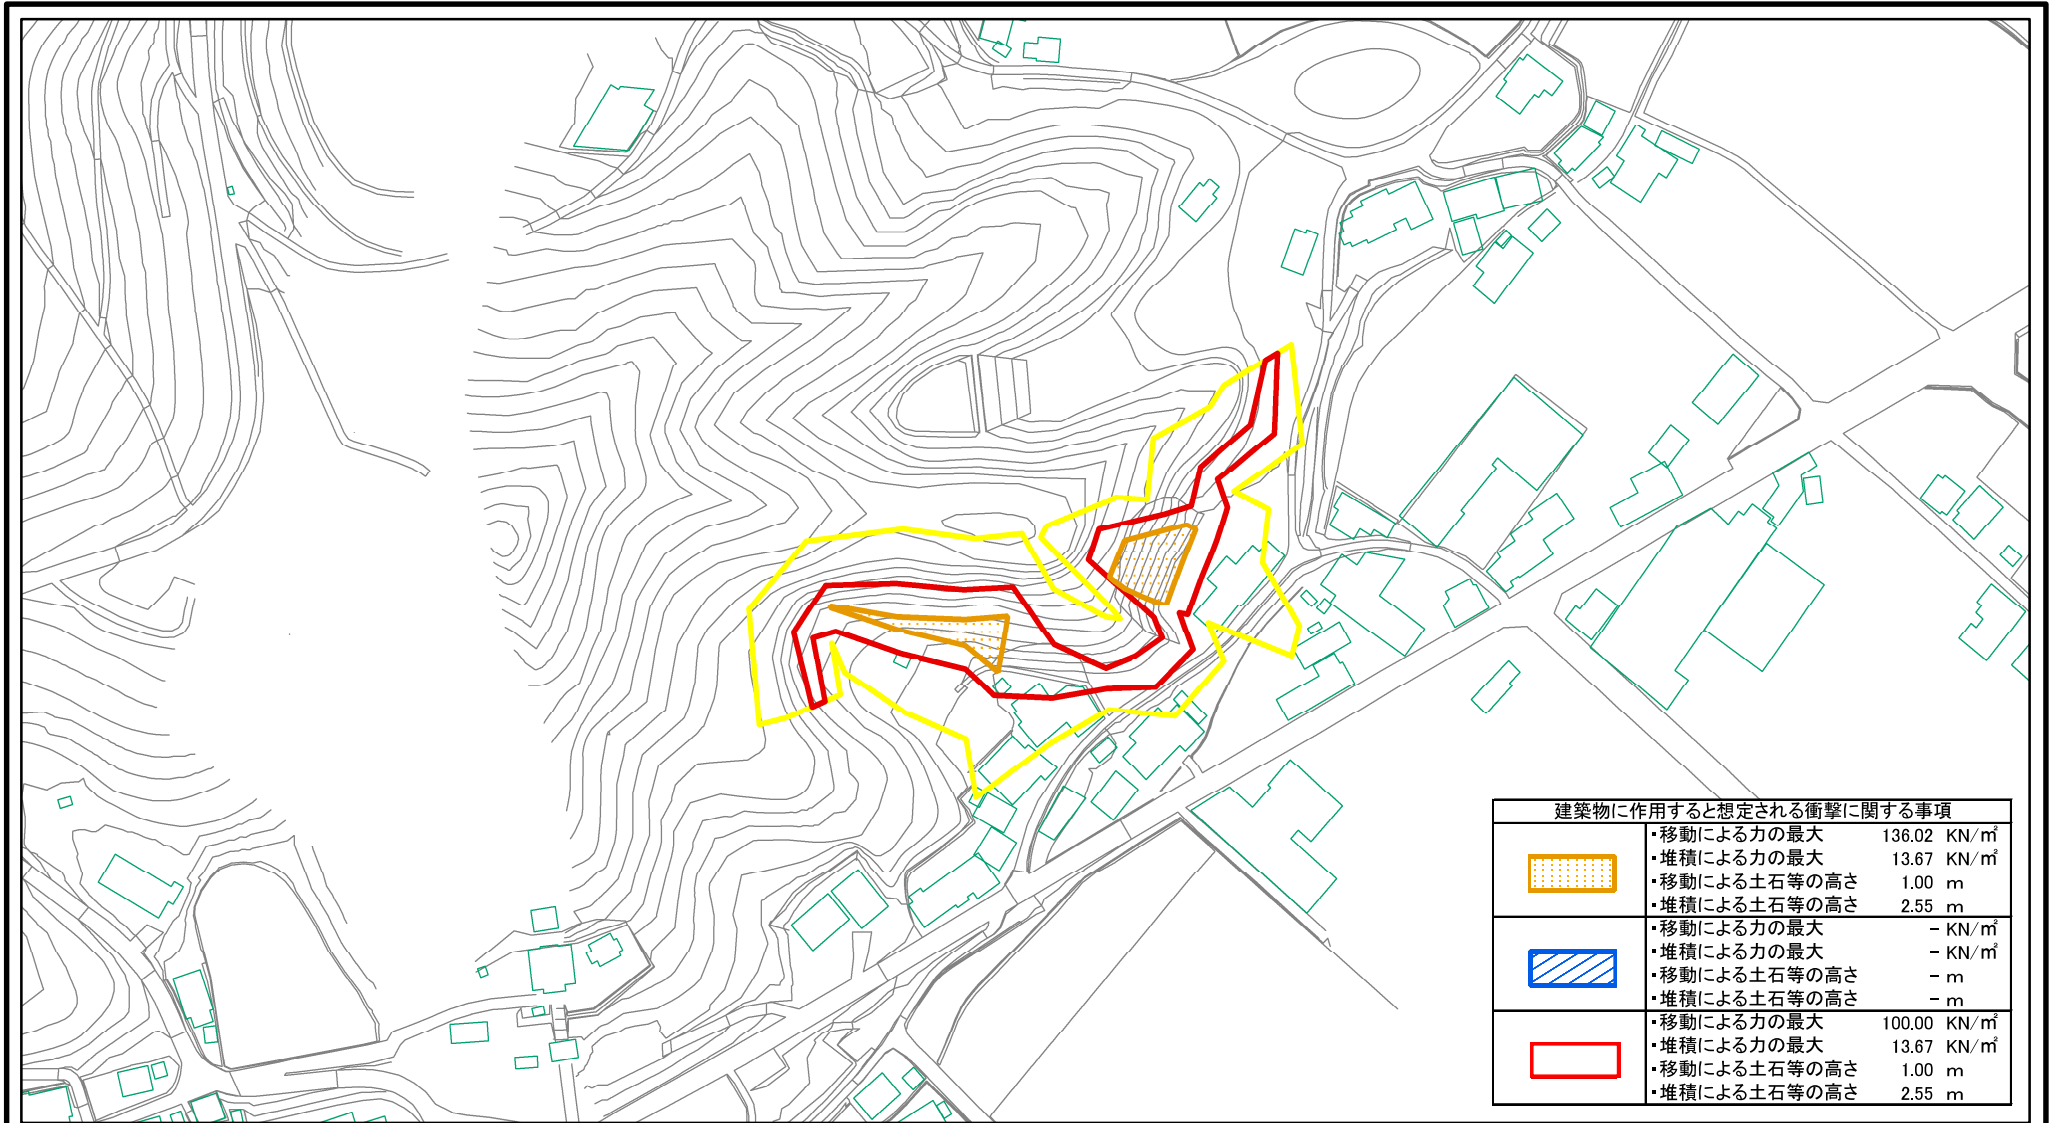 建築物に作用すると想定される衝撃に関する事項
・移動による力の最大 136.02 KN/㎡
・堆積による力の最大 13.67 KN/㎡
・移動による土石等の高さ 1.00 m
・堆積による土石等の高さ 2.55 m
・移動による力の最大 - KN/㎡
・堆積による力の最大 - KN/㎡
・移動による土石等の高さ - m
・堆積による土石等の高さ - m
・移動による力の最大 100.00 KN/㎡
・堆積による力の最大 13.67 KN/㎡
・移動による土石等の高さ 1.00 m
・堆積による土石等の高さ 2.55 m